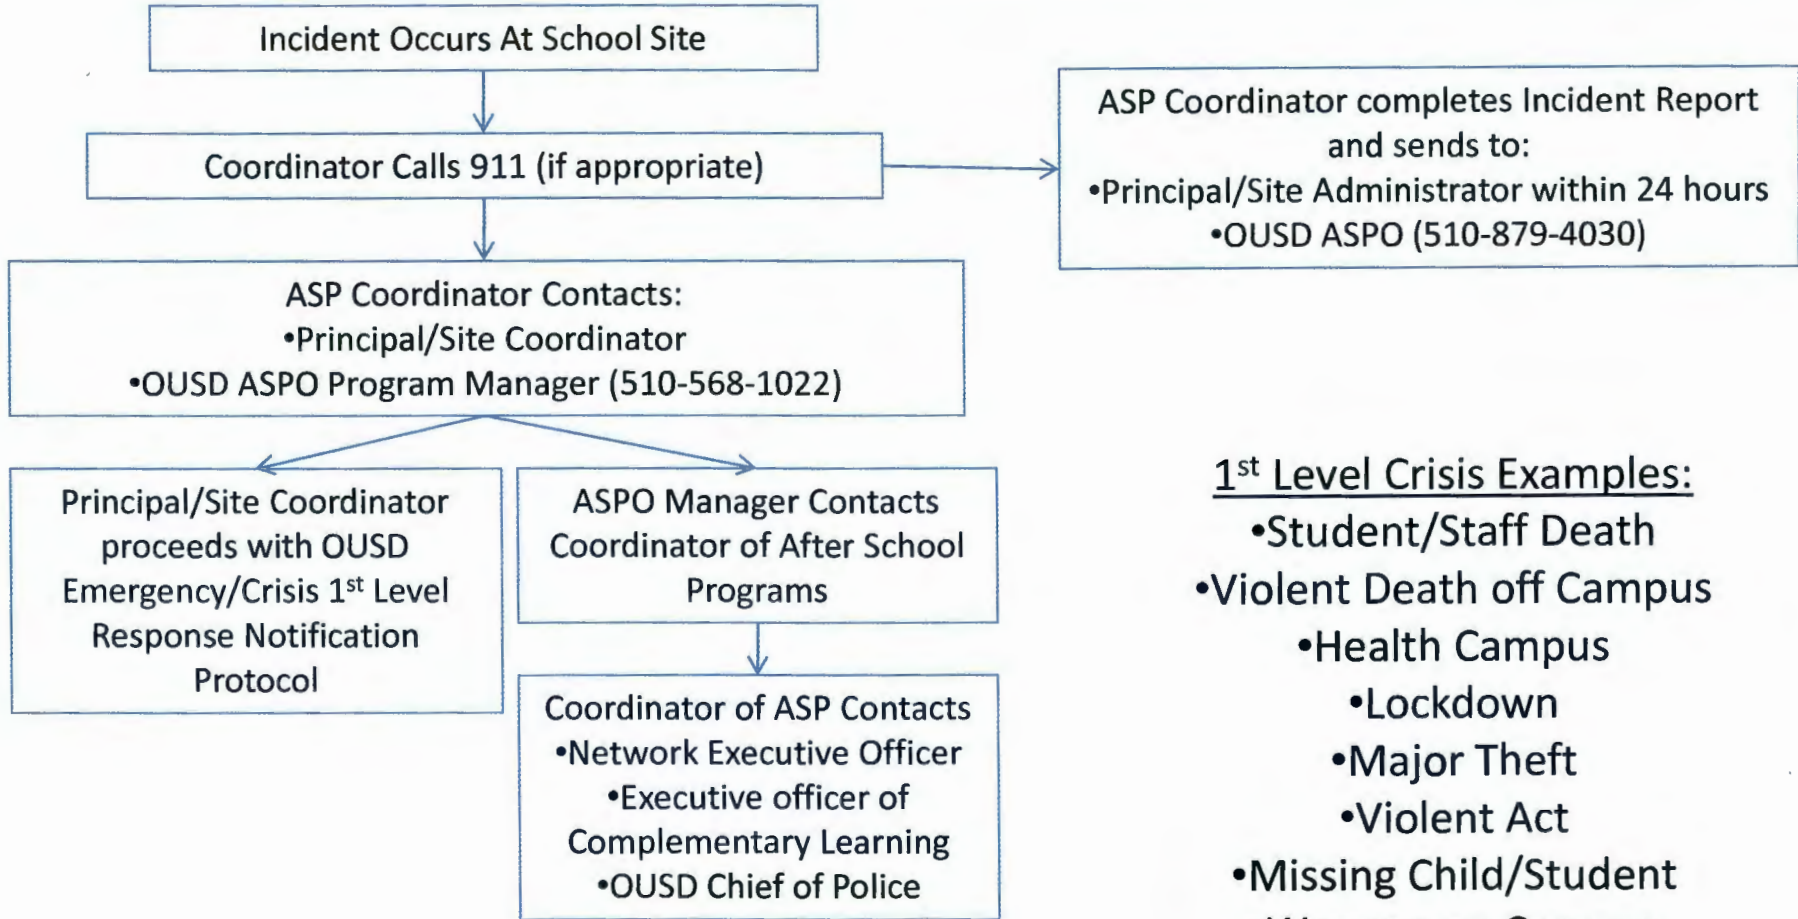 Incident Occurs At School Site
Coordinator Calls 911 (if appropriate)
ASP Coordinator completes Incident Report
and sends to:
•Principal/Site Administrator within 24 hours
•OUSD ASPO (510-879-4030)
ASP Coordinator Contacts:
•Principal/Site Coordinator
•OUSD ASPO Program Manager (510-568-1022)
Principal/Site Coordinator
proceeds with OUSD
Emergency/Crisis 1st Level
Response Notification
Protocol
ASPO Manager Contacts
Coordinator of After School
Programs
Coordinator of ASP Contacts
•Network Executive Officer
•Executive officer of
Complementary Learning
•OUSD Chief of Police
1st Level Crisis Examples:
•Student/Staff Death
•Violent Death off Campus
•Health Campus
•Lockdown
•Major Theft
•Violent Act
•Missing Child/Student